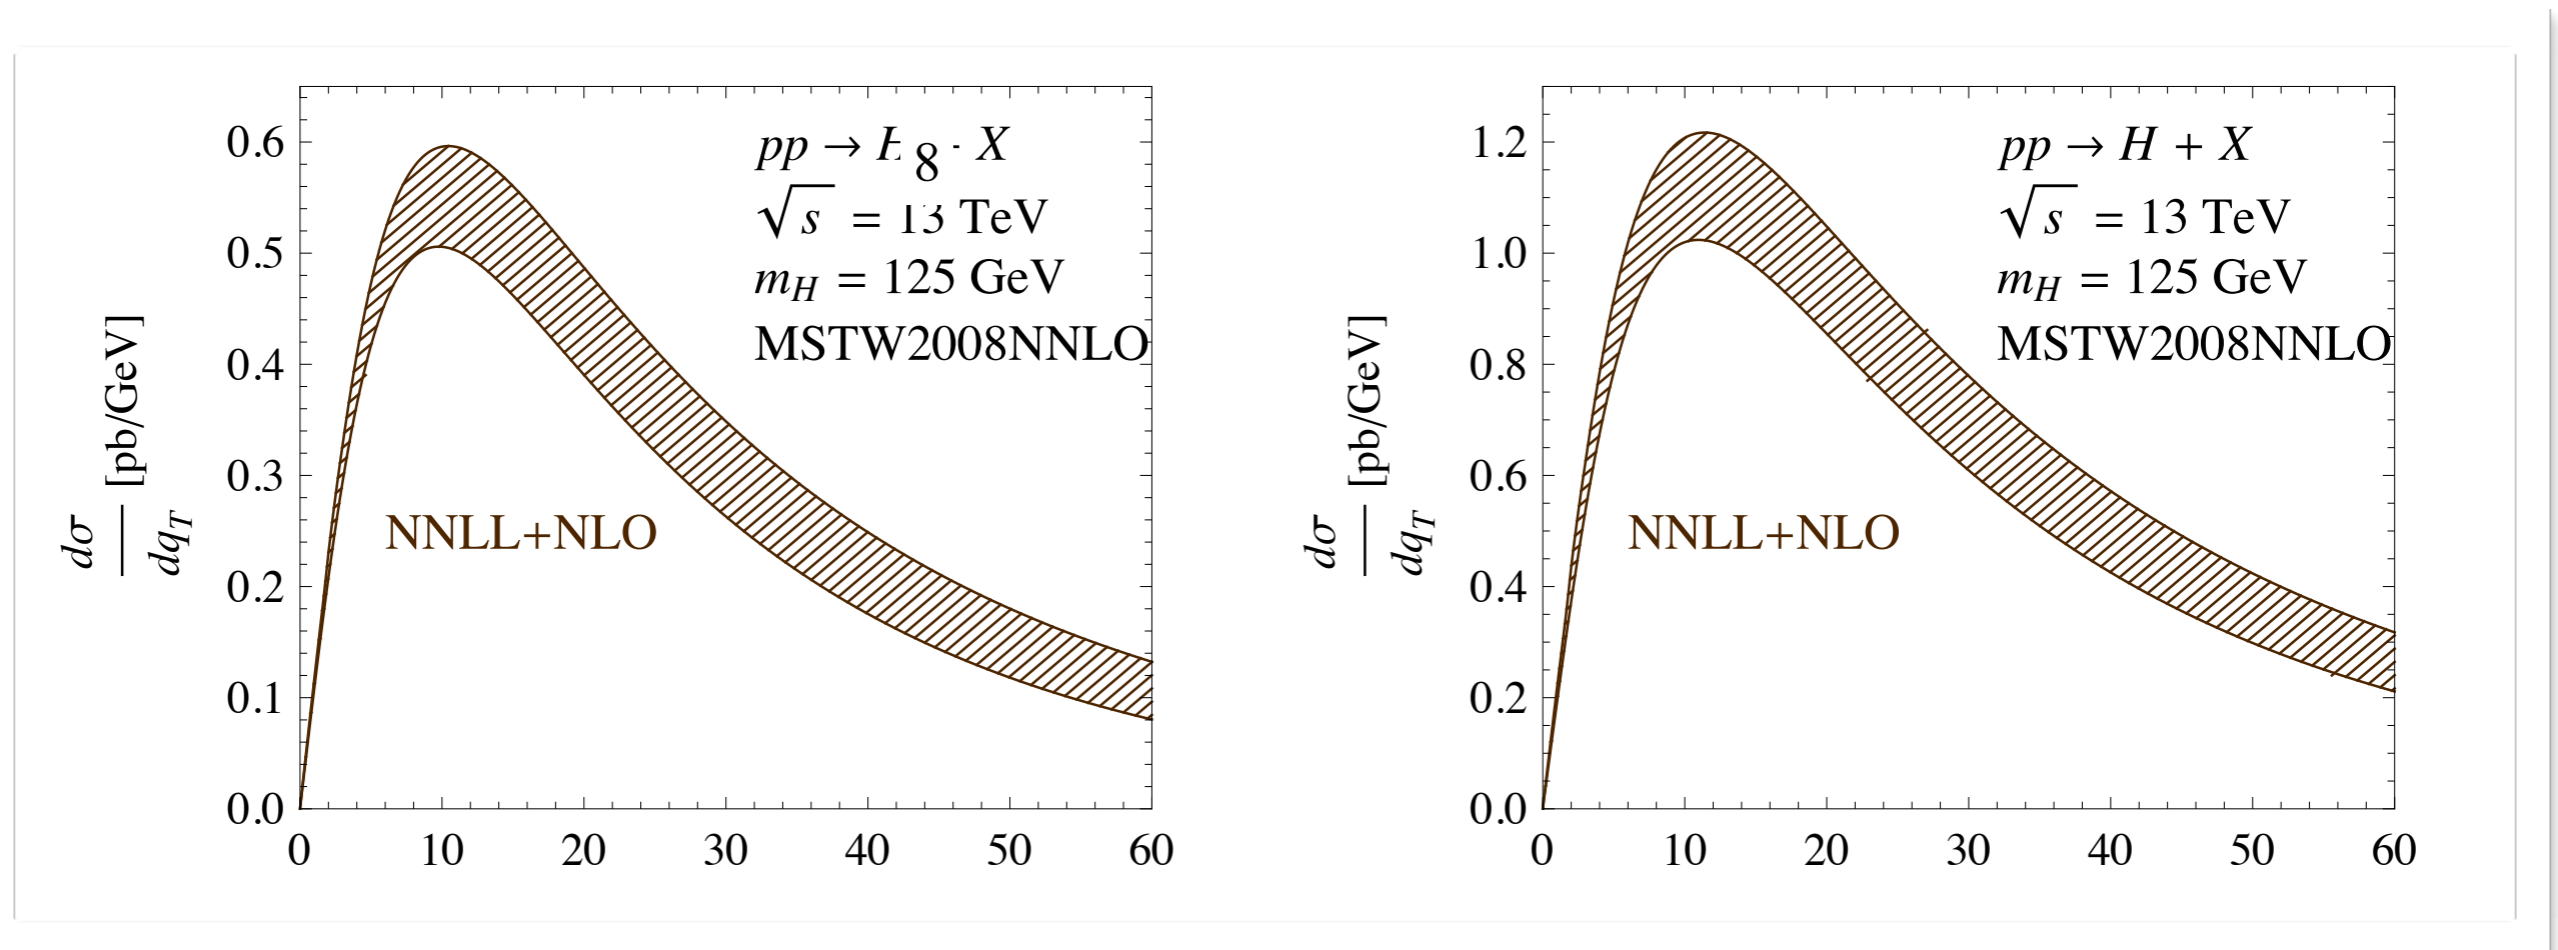 pp → H 8 · X
√s = 13 TeV
m_H = 125 GeV
MSTW2008NNLO
NNLL+NLO
dσ/dq_T [pb/GeV]
0.6
0.5
0.4
0.3
0.2
0.1
0.0
0 10 20 30 40 50 60
pp → H + X
√s = 13 TeV
m_H = 125 GeV
MSTW2008NNLO
NNLL+NLO
dσ/dq_T [pb/GeV]
1.2
1.0
0.8
0.6
0.4
0.2
0.0
0 10 20 30 40 50 60